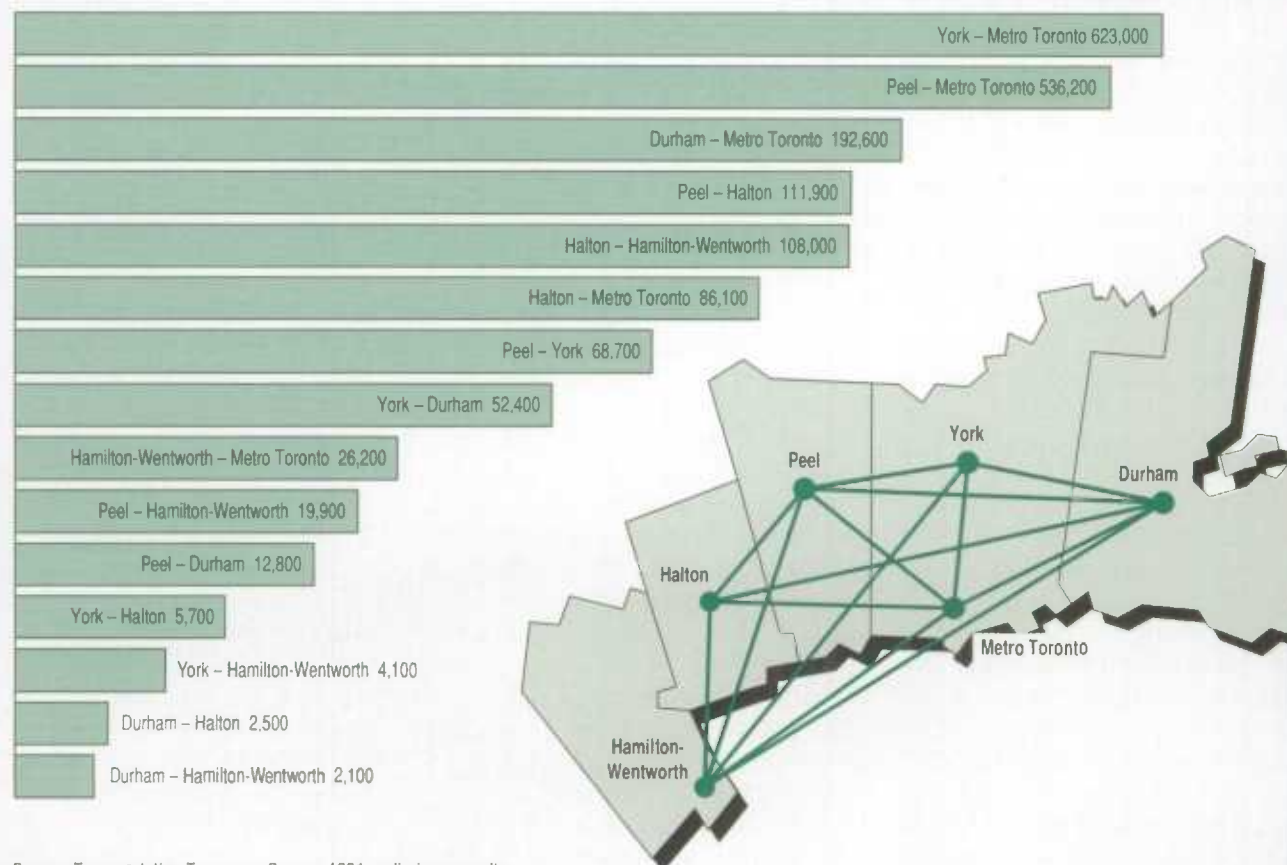 York – Metro Toronto 623,000
Peel – Metro Toronto 536,200
Durham – Metro Toronto 192,600
Peel – Halton 111,900
Halton – Hamilton-Wentworth 108,000
Halton – Metro Toronto 86,100
Peel – York 68,700
York – Durham 52,400
Hamilton-Wentworth – Metro Toronto 26,200
Peel – Hamilton-Wentworth 19,900
Peel – Durham 12,800
York – Halton 5,700
York – Hamilton-Wentworth 4,100
Durham – Halton 2,500
Durham – Hamilton-Wentworth 2,100
York
Peel
Durham
Halton
Metro Toronto
Hamilton-
Wentworth